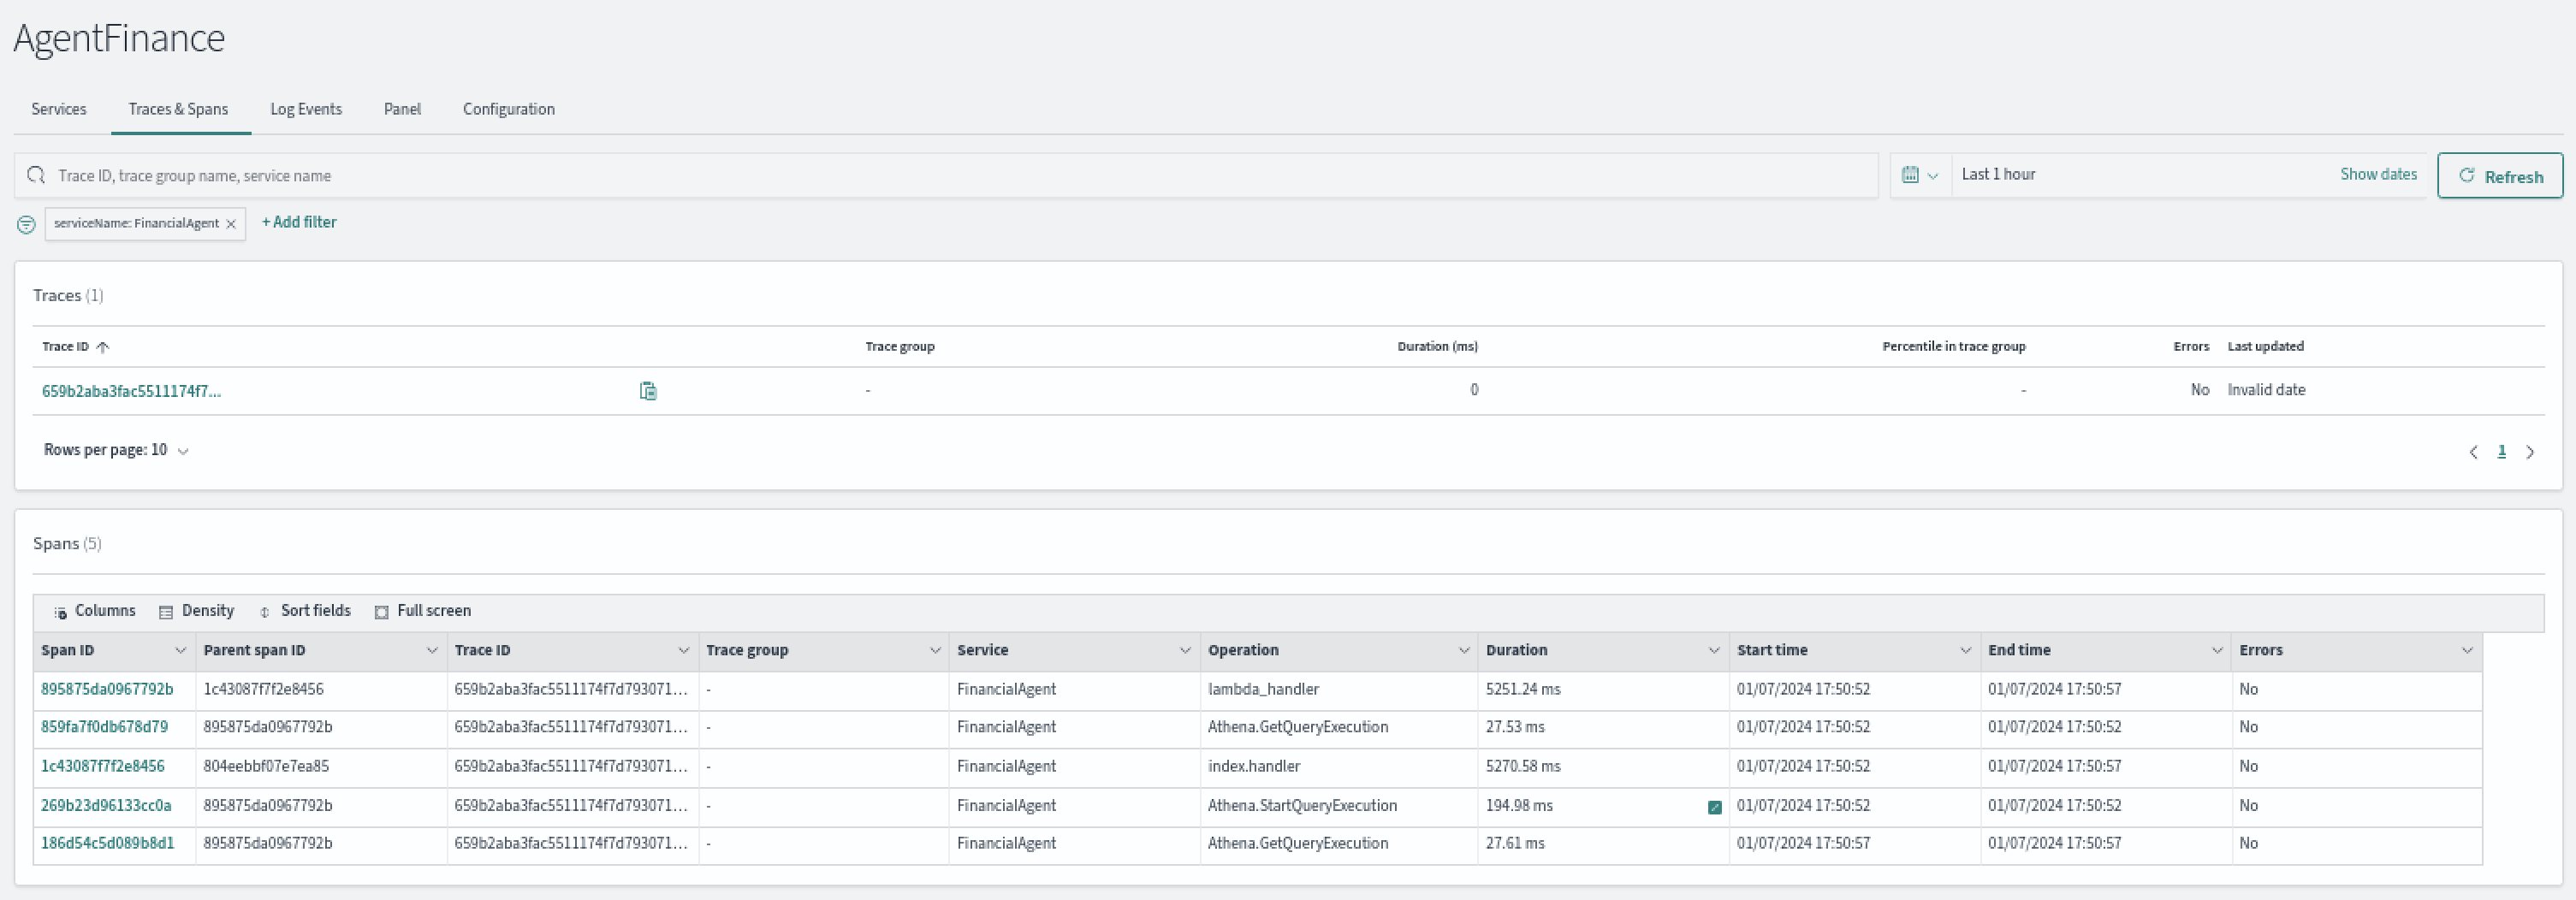 AgentFinance
Services Traces & Spans Log Events Panel Configuration
Trace ID, trace group name, service name Last 1 hour Show dates Refresh
serviceName: FinancialAgent + Add filter
Traces (1)
Trace ID Trace group Duration (ms) Percentile in trace group Errors Last updated
659b2aba3fac5511174f7... - 0 - No Invalid date
Rows per page: 10 1
Spans (5)
Columns Density Sort fields Full screen
Span ID Parent span ID Trace ID Trace group Service Operation Duration Start time End time Errors
895875da0967792b 1c43087f7f2e8456 659b2aba3fac5511174f7d793071... - FinancialAgent lambda_handler 5251.24 ms 01/07/2024 17:50:52 01/07/2024 17:50:57 No
859fa7f0db678d79 895875da0967792b 659b2aba3fac5511174f7d793071... - FinancialAgent Athena.GetQueryExecution 27.53 ms 01/07/2024 17:50:52 01/07/2024 17:50:52 No
1c43087f7f2e8456 804eebbf07e7ea85 659b2aba3fac5511174f7d793071... - FinancialAgent index.handler 5270.58 ms 01/07/2024 17:50:52 01/07/2024 17:50:57 No
269b23d96133cc0a 895875da0967792b 659b2aba3fac5511174f7d793071... - FinancialAgent Athena.StartQueryExecution 194.98 ms 01/07/2024 17:50:52 01/07/2024 17:50:52 No
186d54c5d089b8d1 895875da0967792b 659b2aba3fac5511174f7d793071... - FinancialAgent Athena.GetQueryExecution 27.61 ms 01/07/2024 17:50:57 01/07/2024 17:50:57 No